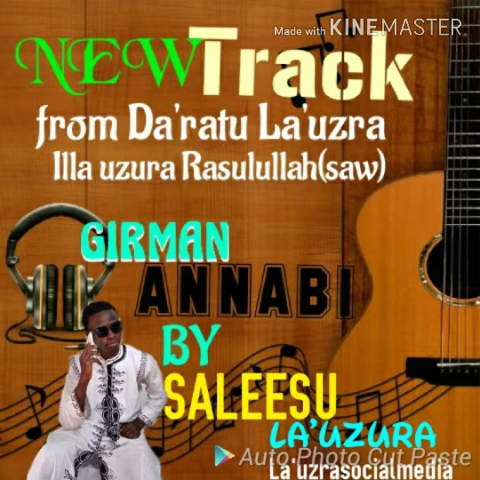 Made with KINEMASTER
NEW Track
from Da'ratu La'uzra
Illa uzura Rasulullah(saw)
GIRMAN
ANNABI
BY
SALEESU
LA'UZURA
Auto Photo Cut Paste
La'uzrasocialmedia